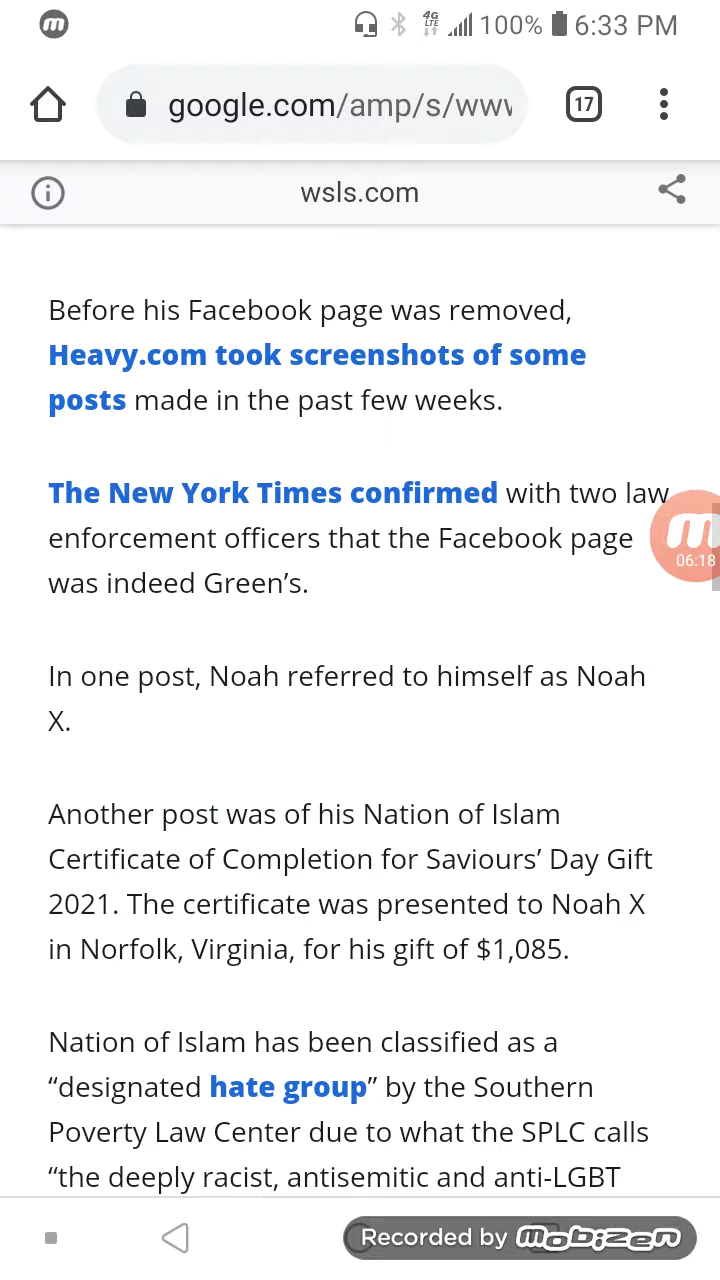 m 4G LTE 100% 6:33 PM
google.com/amp/s/www 17
wsls.com
Before his Facebook page was removed,
Heavy.com took screenshots of some
posts made in the past few weeks.
The New York Times confirmed with two law
enforcement officers that the Facebook page
was indeed Green’s.
m
06:18
In one post, Noah referred to himself as Noah
X.
Another post was of his Nation of Islam
Certificate of Completion for Saviours’ Day Gift
2021. The certificate was presented to Noah X
in Norfolk, Virginia, for his gift of $1,085.
Nation of Islam has been classified as a
“designated hate group” by the Southern
Poverty Law Center due to what the SPLC calls
“the deeply racist, antisemitic and anti-LGBT
Recorded by mobizen